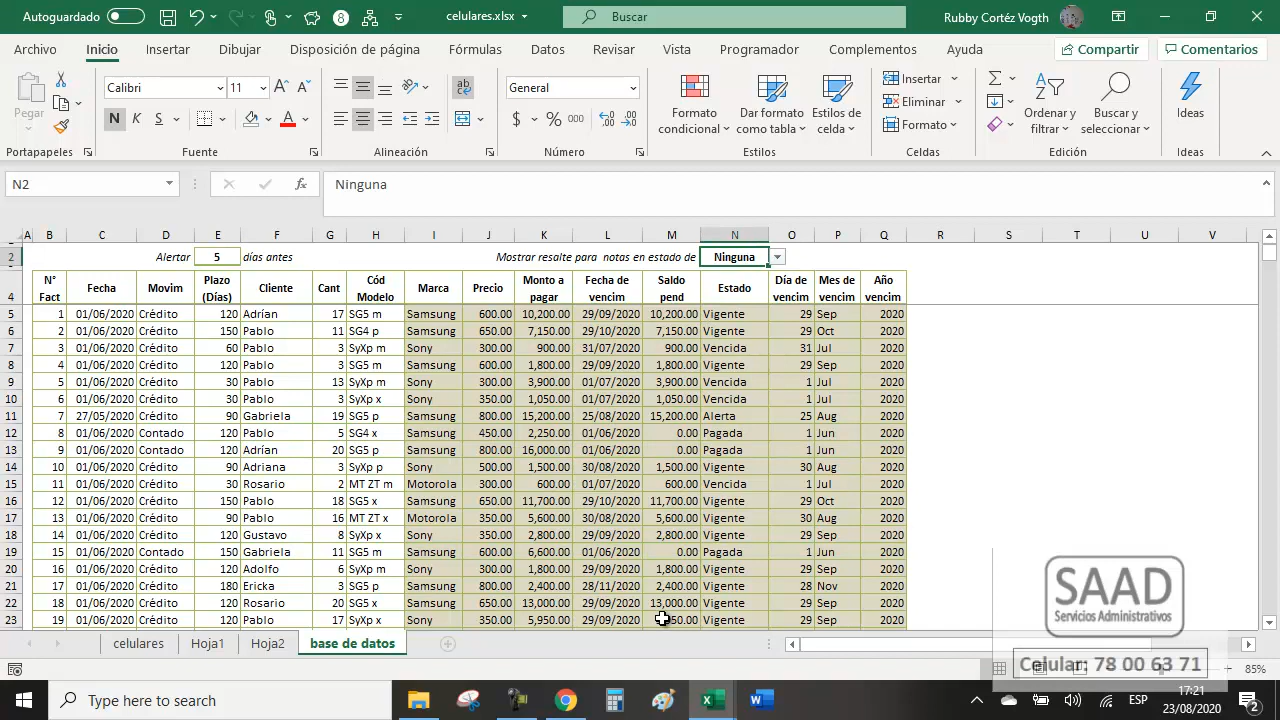 Autoguardado celulares.xlsx Buscar Rubby Cortéz Vogth
Archivo Inicio Insertar Dibujar Disposición de página Fórmulas Datos Revisar Vista Programador Complementos Ayuda Compartir Comentarios
Pegar Calibri 11 General Formato condicional Dar formato como tabla Estilos de celda Insertar Eliminar Formato Ordenar y filtrar Buscar y seleccionar Ideas
N K S $ % 000
Portapapeles Fuente Alineación Número Estilos Celdas Edición Ideas
N2 fx Ninguna
A B C D E F G H I J K L M N O P Q R S T U V
2 Alertar 5 días antes Mostrar resalte para notas en estado de Ninguna
4 N° Fact Fecha Movim Plazo (Días) Cliente Cant Cód Modelo Marca Precio Monto a pagar Fecha de vencim Saldo pend Estado Día de vencim Mes de vencim Año vencim
5 1 01/06/2020 Crédito 120 Adrían 17 SG5 m Samsung 600.00 10,200.00 29/09/2020 10,200.00 Vigente 29 Sep 2020
6 2 01/06/2020 Crédito 150 Pablo 11 SG4 p Samsung 650.00 7,150.00 29/10/2020 7,150.00 Vigente 29 Oct 2020
7 3 01/06/2020 Crédito 60 Pablo 3 SyXp m Sony 300.00 900.00 31/07/2020 900.00 Vencida 31 Jul 2020
8 4 01/06/2020 Crédito 120 Pablo 3 SG5 m Samsung 600.00 1,800.00 29/09/2020 1,800.00 Vigente 29 Sep 2020
9 5 01/06/2020 Crédito 30 Pablo 13 SyXp m Sony 300.00 3,900.00 01/07/2020 3,900.00 Vencida 1 Jul 2020
10 6 01/06/2020 Crédito 30 Pablo 3 SyXp x Sony 350.00 1,050.00 01/07/2020 1,050.00 Vencida 1 Jul 2020
11 7 27/05/2020 Crédito 90 Gabriela 19 SG5 p Samsung 800.00 15,200.00 25/08/2020 15,200.00 Alerta 25 Aug 2020
12 8 01/06/2020 Contado 120 Pablo 5 SG4 x Samsung 450.00 2,250.00 01/06/2020 0.00 Pagada 1 Jun 2020
13 9 01/06/2020 Contado 120 Adrían 20 SG5 p Samsung 800.00 16,000.00 01/06/2020 0.00 Pagada 1 Jun 2020
14 10 01/06/2020 Crédito 90 Adriana 3 SyXp p Sony 500.00 1,500.00 30/08/2020 1,500.00 Vigente 30 Aug 2020
15 11 01/06/2020 Crédito 30 Rosario 2 MT ZT m Motorola 300.00 600.00 01/07/2020 600.00 Vencida 1 Jul 2020
16 12 01/06/2020 Crédito 150 Pablo 18 SG5 x Samsung 650.00 11,700.00 29/10/2020 11,700.00 Vigente 29 Oct 2020
17 13 01/06/2020 Crédito 90 Pablo 16 MT ZT x Motorola 350.00 5,600.00 30/08/2020 5,600.00 Vigente 30 Aug 2020
18 14 01/06/2020 Crédito 120 Gustavo 8 SyXp x Sony 350.00 2,800.00 29/09/2020 2,800.00 Vigente 29 Sep 2020
19 15 01/06/2020 Contado 150 Gabriela 11 SG5 m Samsung 600.00 6,600.00 01/06/2020 0.00 Pagada 1 Jun 2020
20 16 01/06/2020 Crédito 120 Adolfo 6 SyXp m Sony 300.00 1,800.00 29/09/2020 1,800.00 Vigente 29 Sep 2020
21 17 01/06/2020 Crédito 180 Ericka 3 SG5 p Samsung 800.00 2,400.00 28/11/2020 2,400.00 Vigente 28 Nov 2020
22 18 01/06/2020 Crédito 120 Rosario 20 SG5 x Samsung 650.00 13,000.00 29/09/2020 13,000.00 Vigente 29 Sep 2020
23 19 01/06/2020 Crédito 120 Pablo 17 SyXp x Sony 350.00 5,950.00 29/09/2020 Vigente 29 Sep 2020
SAAD
Servicios Administrativos
Celular: 78 00 63 71
celulares Hoja1 Hoja2 base de datos
85%
Type here to search ESP 17:21
23/08/2020 2